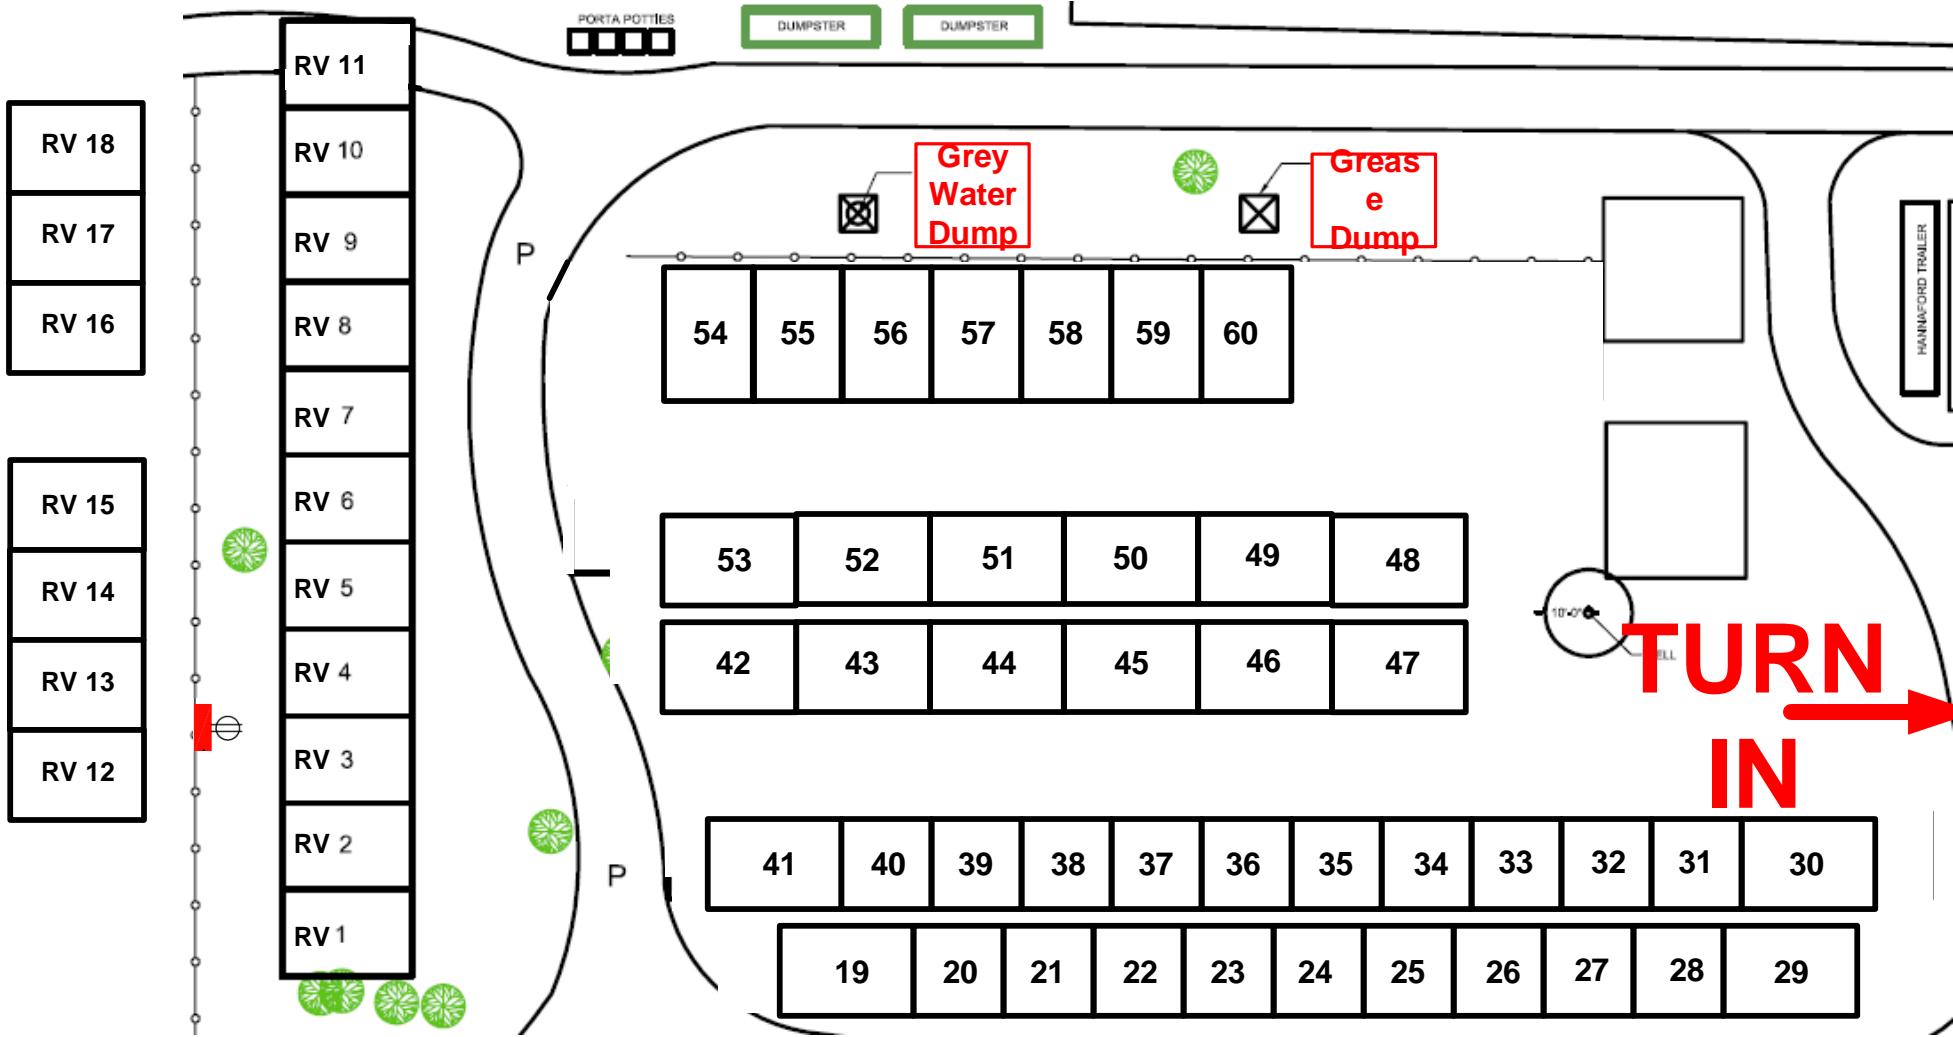 PORTA POTTIES
DUMPSTER
DUMPSTER
RV 11
RV 10
RV 9
RV 8
RV 7
RV 6
RV 5
RV 4
RV 3
RV 2
RV 1
RV 18
RV 17
RV 16
RV 15
RV 14
RV 13
RV 12
P
P
Grey
Water
Dump
Greas
e
Dump
HANNAFORD TRAILER
54 55 56 57 58 59 60
53 52 51 50 49 48
42 43 44 45 46 47
10'-0"
ELL
TURN
IN
41 40 39 38 37 36 35 34 33 32 31 30
19 20 21 22 23 24 25 26 27 28 29